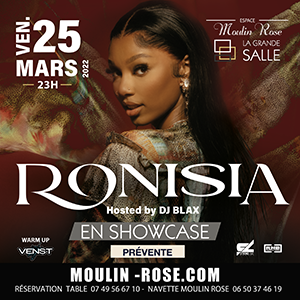 VEN.
25
MARS
2022
23H
ESPACE
Moulin Rose
LA GRANDE
SALLE
RONISIA
Hosted by DJ BLAX
EN SHOWCASE
PRÉVENTE
WARM UP
VENST
MOULIN -ROSE.COM
RÉSERVATION TABLE 07 49 56 67 10 - NAVETTE MOULIN ROSE 06 50 37 46 19